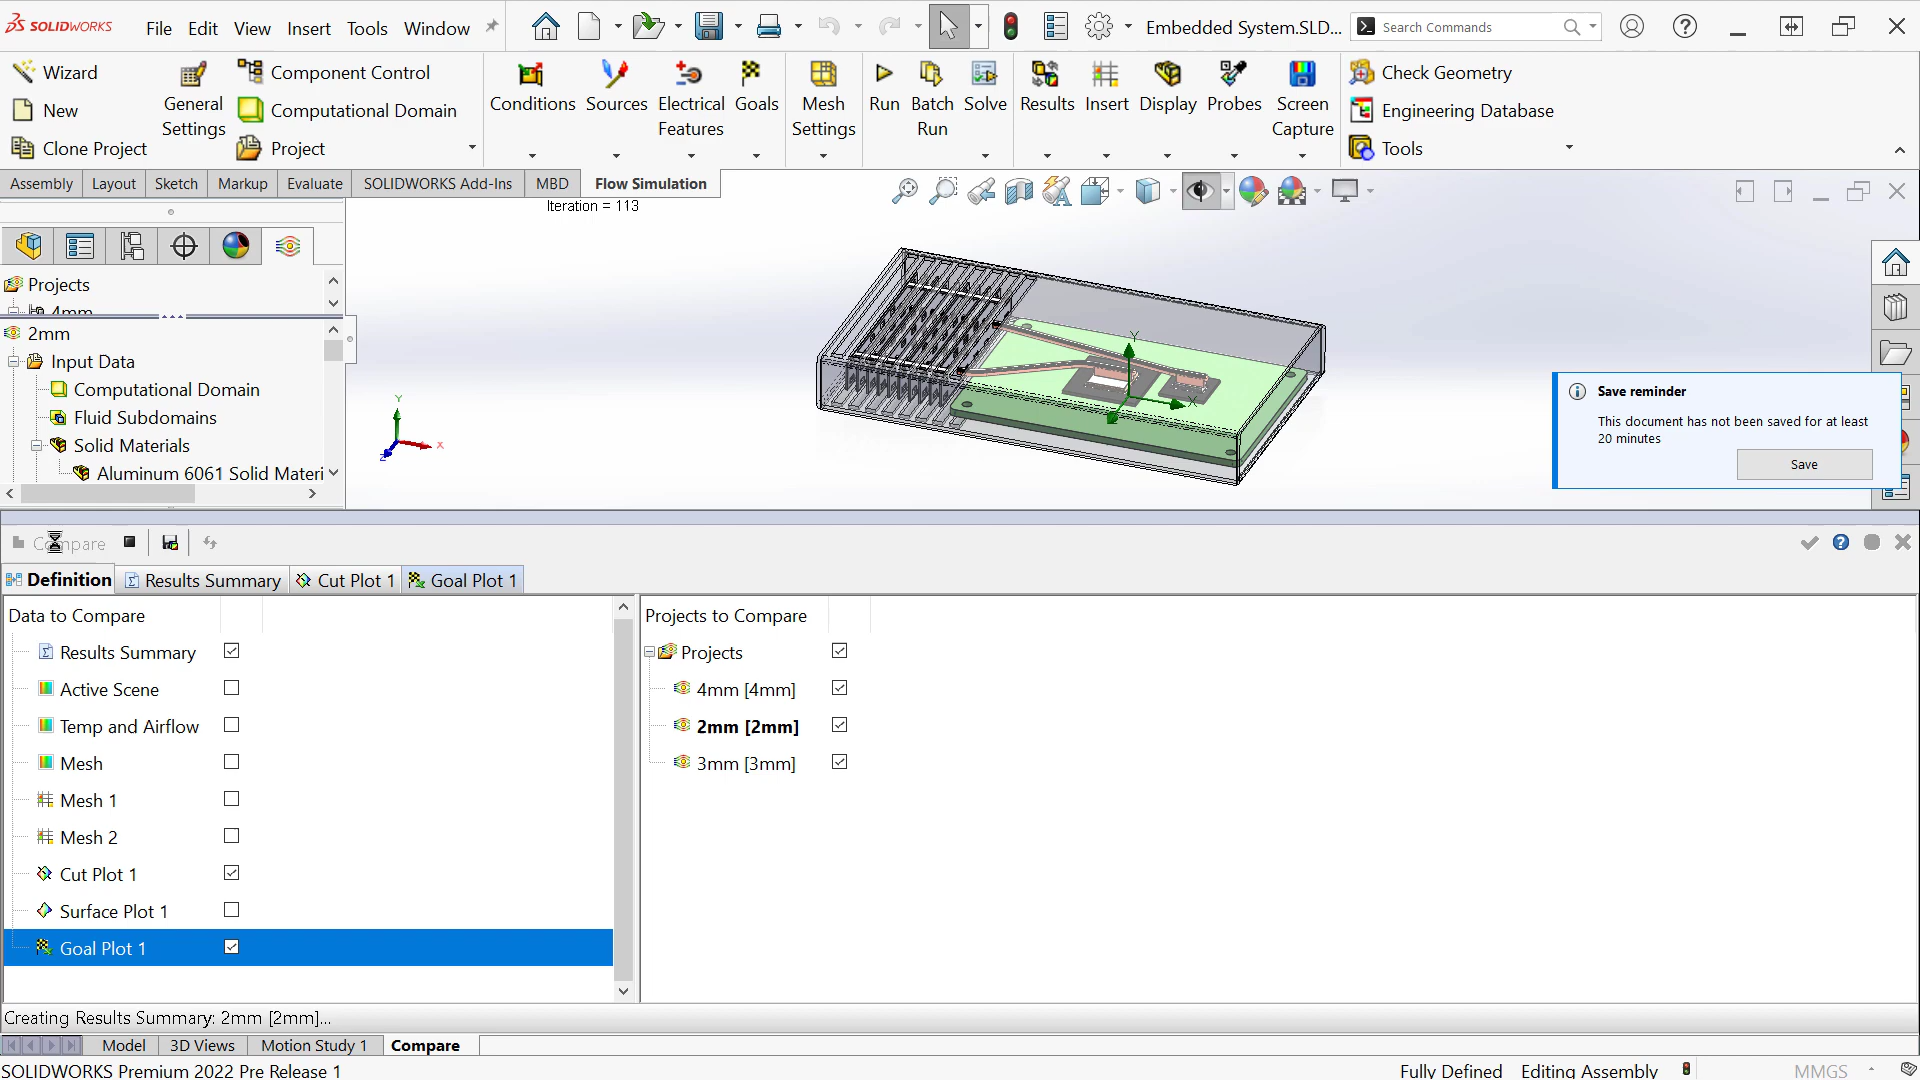 SOLIDWORKS File Edit View Insert Tools Window Embedded System.SLD... Search Commands
Wizard
New
Clone Project
General Settings
Component Control
Computational Domain
Project
Conditions Sources Electrical Features Goals Mesh Settings Run Batch Run Solve Results Insert Display Probes Screen Capture
Check Geometry
Engineering Database
Tools
Assembly Layout Sketch Markup Evaluate SOLIDWORKS Add-Ins MBD Flow Simulation
Iteration = 113
Projects
4mm
2mm
Input Data
Computational Domain
Fluid Subdomains
Solid Materials
Aluminum 6061 Solid Materi
Y
X
Z
Y
X
Save reminder
This document has not been saved for at least
20 minutes
Save
Compare
Definition Results Summary Cut Plot 1 Goal Plot 1
Data to Compare
Results Summary
Active Scene
Temp and Airflow
Mesh
Mesh 1
Mesh 2
Cut Plot 1
Surface Plot 1
Goal Plot 1
Projects to Compare
Projects
4mm [4mm]
2mm [2mm]
3mm [3mm]
Creating Results Summary: 2mm [2mm]...
Model 3D Views Motion Study 1 Compare
SOLIDWORKS Premium 2022 Pre Release 1 Fully Defined Editing Assembly MMGS